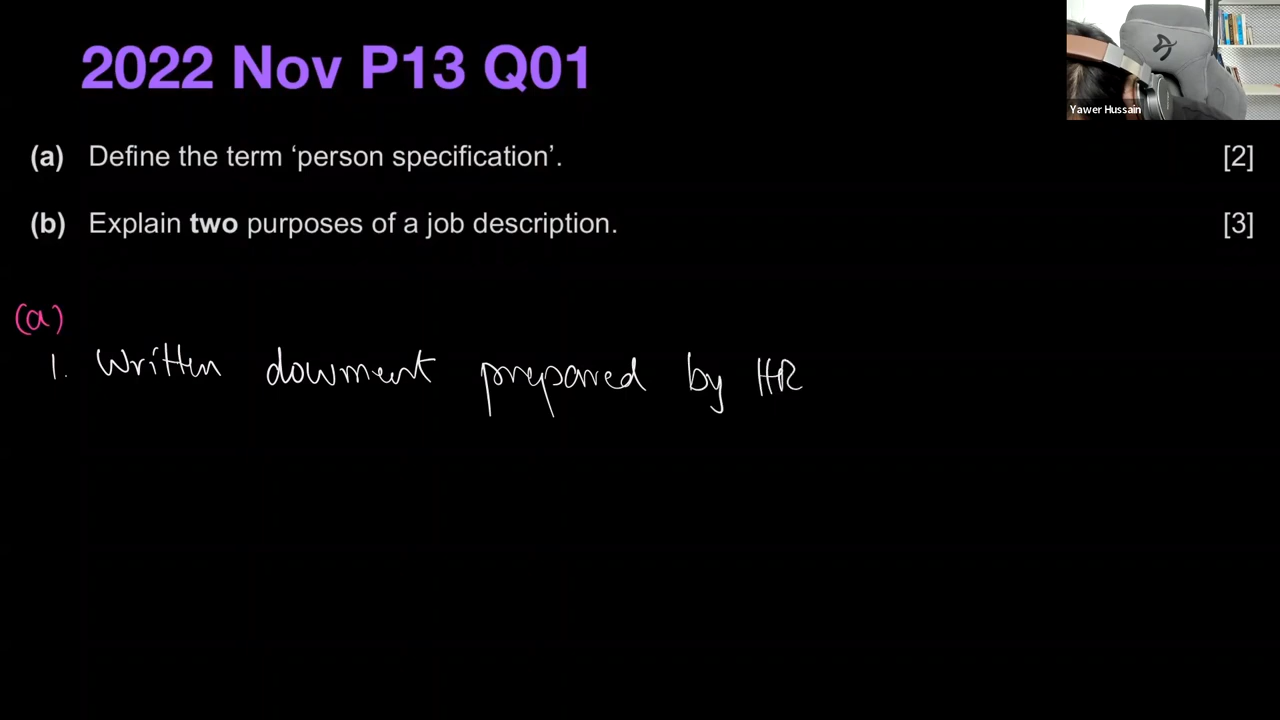 2022 Nov P13 Q01
Yawer Hussain
(a) Define the term ‘person specification’. [2]
(b) Explain two purposes of a job description. [3]
(a)
1. Written document prepared by HR